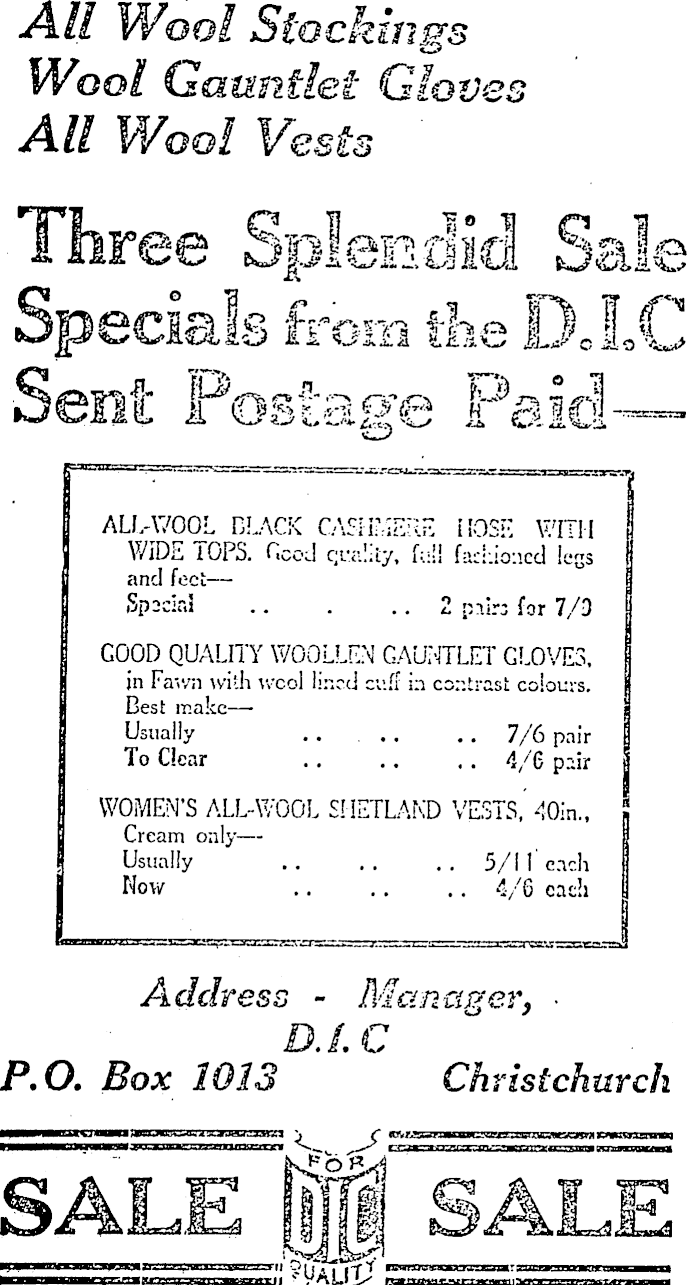 All Wool Stockings
Wool Gauntlet Gloves
All Wool Vests
Three Splendid Sale
Specials from the D.I.C
Sent Postage Paid—
ALL-WOOL BLACK CASHMERE HOSE WITH
WIDE TOPS. Good quality, full fashioned legs
and feet—
Special .. . .. 2 pairs for
GOOD QUALITY WOOLLEN GAUNTLET GLOVES,
in Fawn with wool lined cuff in contrast colours.
Best make—
Usually .. .. .. 7/6 pair
To Clear .. .. .. 4/6 pair
WOMEN'S ALL-WOOL SHETLAND VESTS, 40in.,
Cream only—
Usually .. .. .. 5/11 each
Now .. .. .. 4/6 each
Address - Manager,
D.I.C
P.O. Box 1013 Christchurch
SALE FOR DIC QUALITY SALE